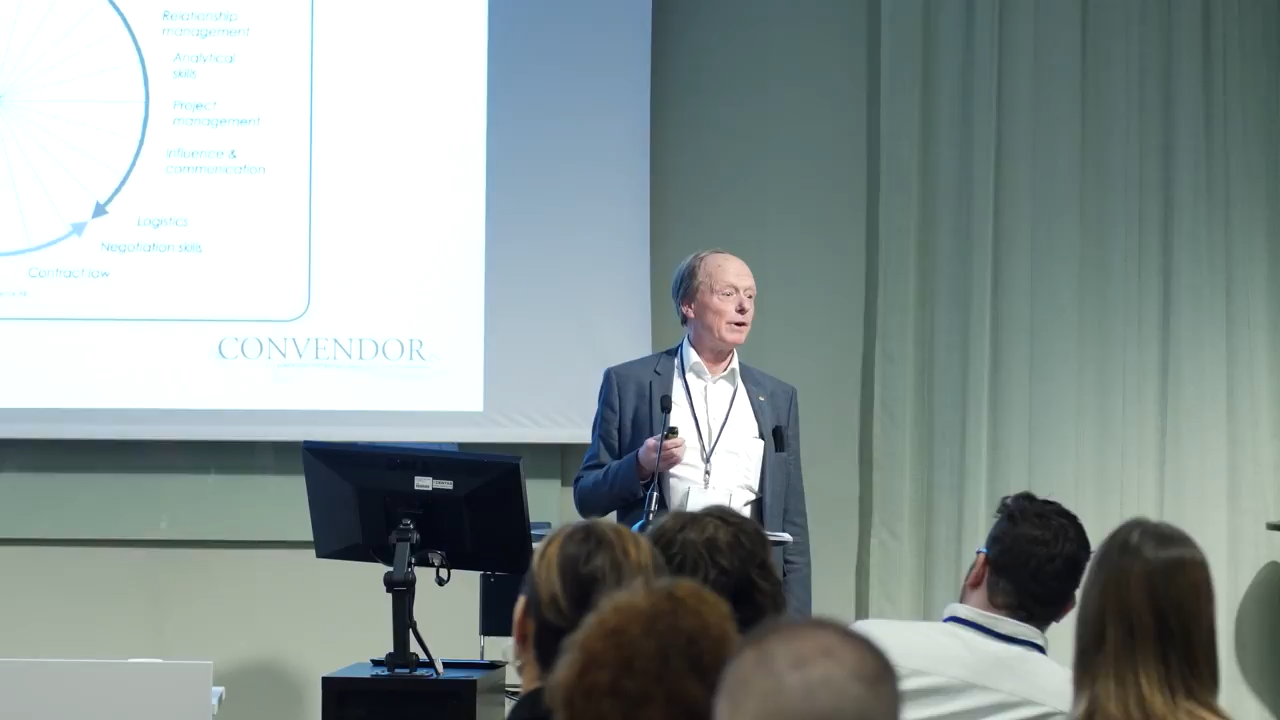 Relationship
management
Analytical
skills
Project
management
Influence &
communication
Logistics
Negotiation skills
Contract law
CONVENDOR